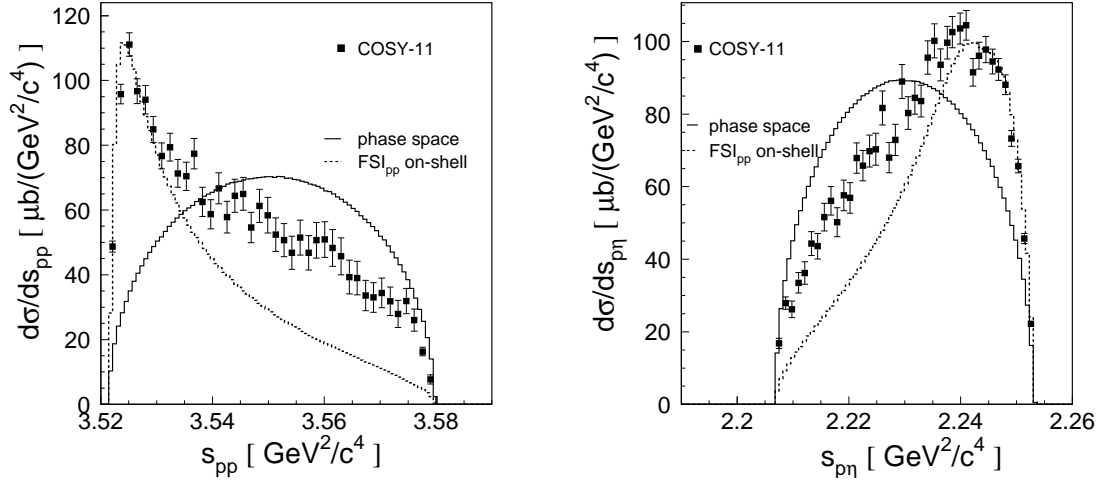 dσ/ds_pp [ μb/(GeV²/c⁴) ]
120
100
80
60
40
20
0
COSY-11
phase space
FSI_pp on-shell
3.52
3.54
3.56
3.58
s_pp [ GeV²/c⁴ ]
dσ/ds_pη [ μb/(GeV²/c⁴) ]
100
80
60
40
20
0
COSY-11
phase space
FSI_pp on-shell
2.2
2.22
2.24
2.26
s_pη [ GeV²/c⁴ ]